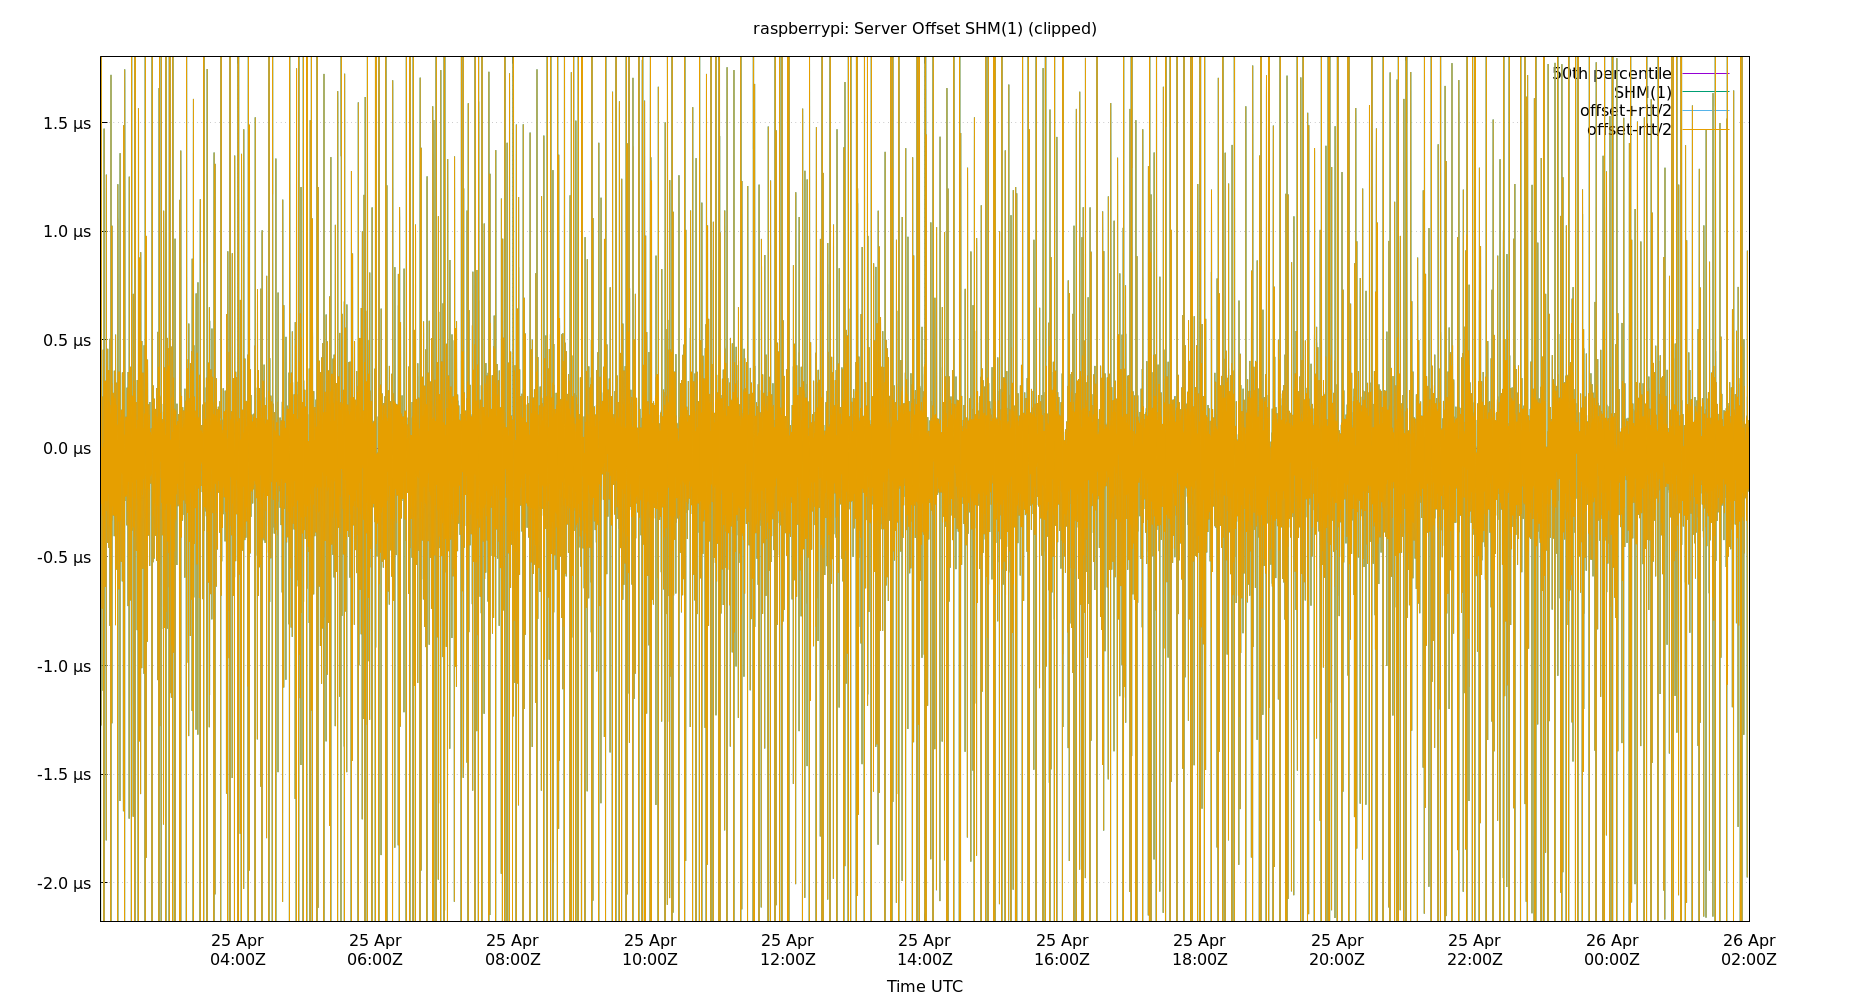 raspberrypi: Server Offset SHM(1) (clipped)
50th percentile
SHM(1)
offset+rtt/2
offset-rtt/2
1.5 µs
1.0 µs
0.5 µs
0.0 µs
-0.5 µs
-1.0 µs
-1.5 µs
-2.0 µs
25 Apr 25 Apr 25 Apr 25 Apr 25 Apr 25 Apr 25 Apr 25 Apr 25 Apr 25 Apr 26 Apr 26 Apr
04:00Z 06:00Z 08:00Z 10:00Z 12:00Z 14:00Z 16:00Z 18:00Z 20:00Z 22:00Z 00:00Z 02:00Z
Time UTC